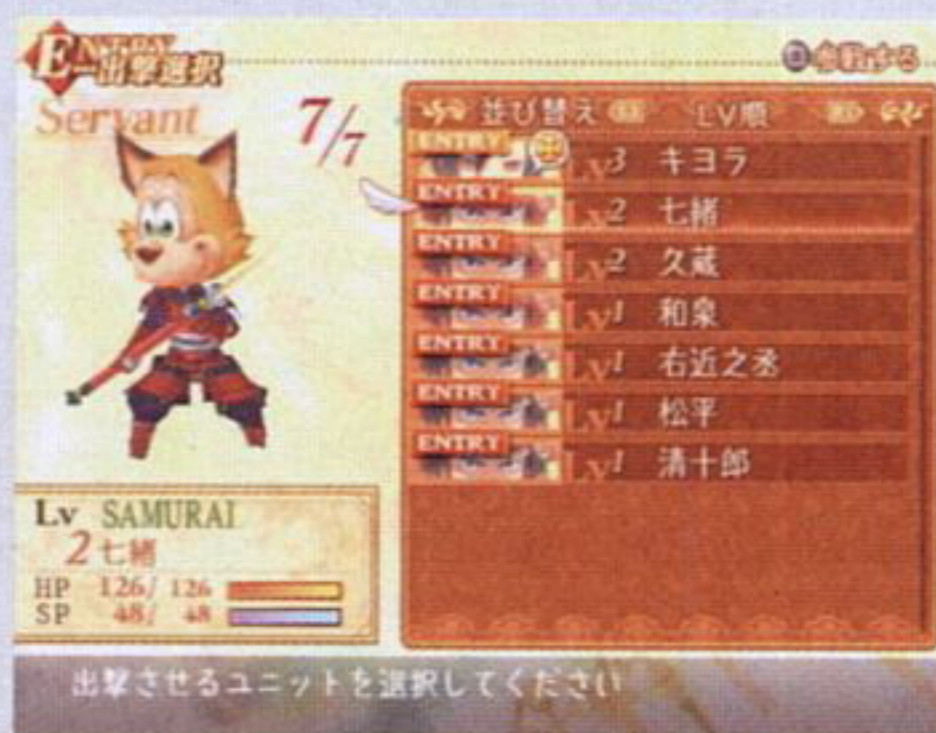 ENTRY
出撃選択
参戦する
Servant
7/7
並び替え LV順
ENTRY Lv3 キヨラ
ENTRY Lv2 七緒
ENTRY Lv2 久蔵
ENTRY Lv1 和泉
ENTRY Lv1 右近之丞
ENTRY Lv1 松平
ENTRY Lv1 清十郎
Lv SAMURAI
2 七緒
HP 126/ 126
SP 48/ 48
出撃させるユニットを選択してください